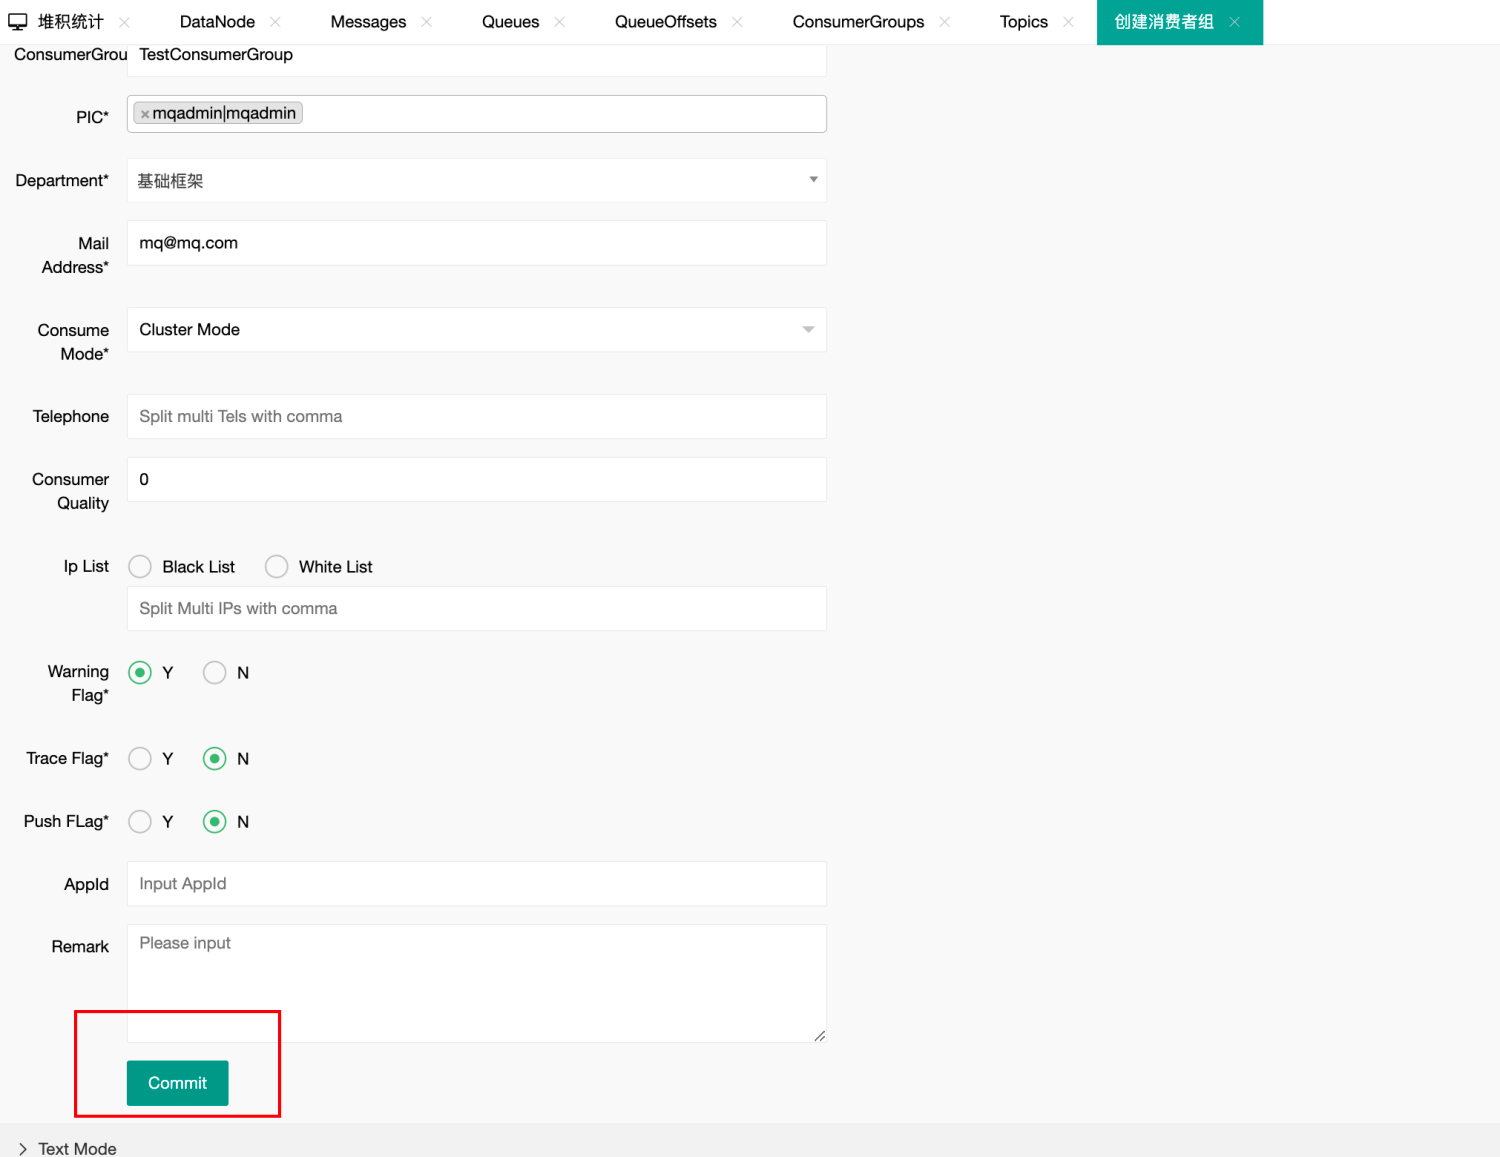 堆积统计 DataNode Messages Queues QueueOffsets ConsumerGroups Topics 创建消费者组
ConsumerGrou TestConsumerGroup
PIC* ×mqadmin|mqadmin
Department* 基础框架
Mail Address* mq@mq.com
Consume Mode* Cluster Mode
Telephone Split multi Tels with comma
Consumer Quality 0
Ip List Black List White List
Split Multi IPs with comma
Warning Flag* Y N
Trace Flag* Y N
Push FLag* Y N
AppId Input AppId
Remark Please input
Commit
Text Mode